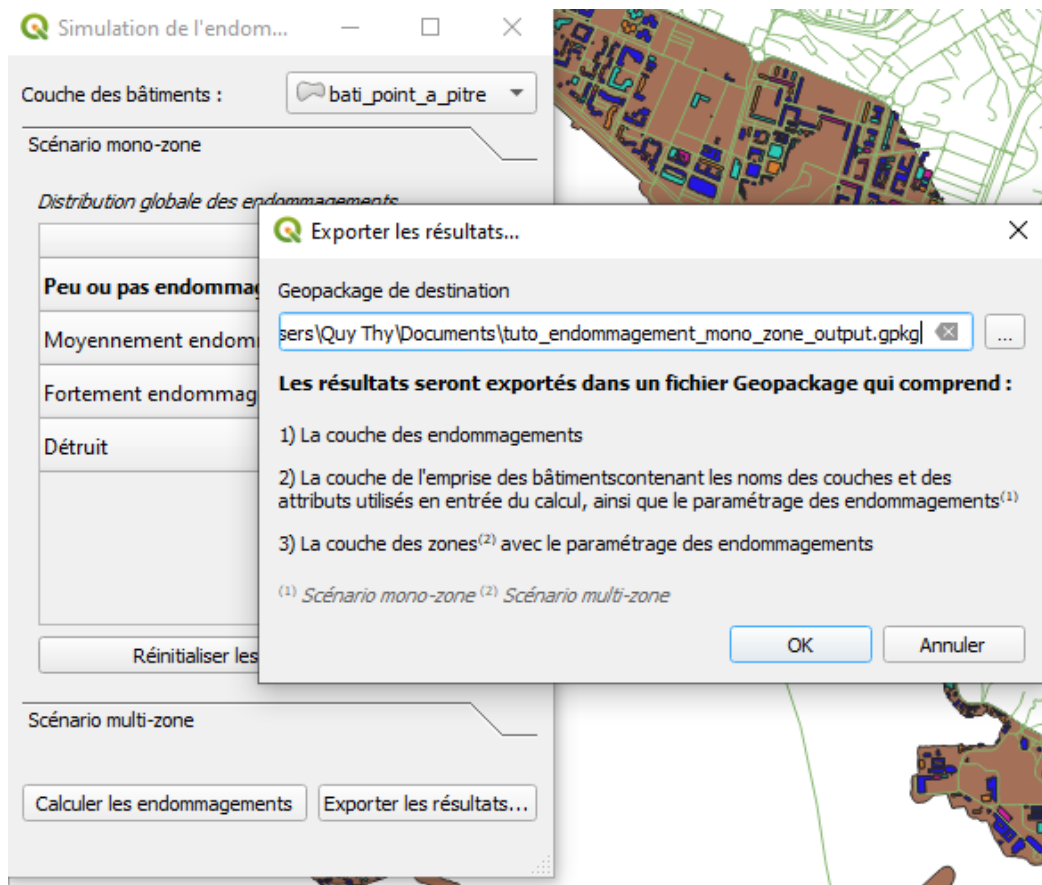 Simulation de l'endom...
Couche des bâtiments :
bati_point_a_pitre
Scénario mono-zone
Distribution globale des endommagements
Peu ou pas endommag
Moyennement endom
Fortement endommag
Détruit
Réinitialiser les
Scénario multi-zone
Calculer les endommagements
Exporter les résultats...
Exporter les résultats...
Geopackage de destination
sers\Quy Thy\Documents\tuto_endommagement_mono_zone_output.gpkg
...
Les résultats seront exportés dans un fichier Geopackage qui comprend :
1) La couche des endommagements
2) La couche de l'emprise des bâtimentscontenant les noms des couches et des
attributs utilisés en entrée du calcul, ainsi que le paramétrage des endommagements⁽¹⁾
3) La couche des zones⁽²⁾ avec le paramétrage des endommagements
⁽¹⁾ Scénario mono-zone ⁽²⁾ Scénario multi-zone
OK
Annuler